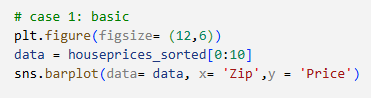 # case 1: basic
plt.figure(figsize= (12,6))
data = houseprices_sorted[0:10]
sns.barplot(data= data, x= 'Zip',y = 'Price')